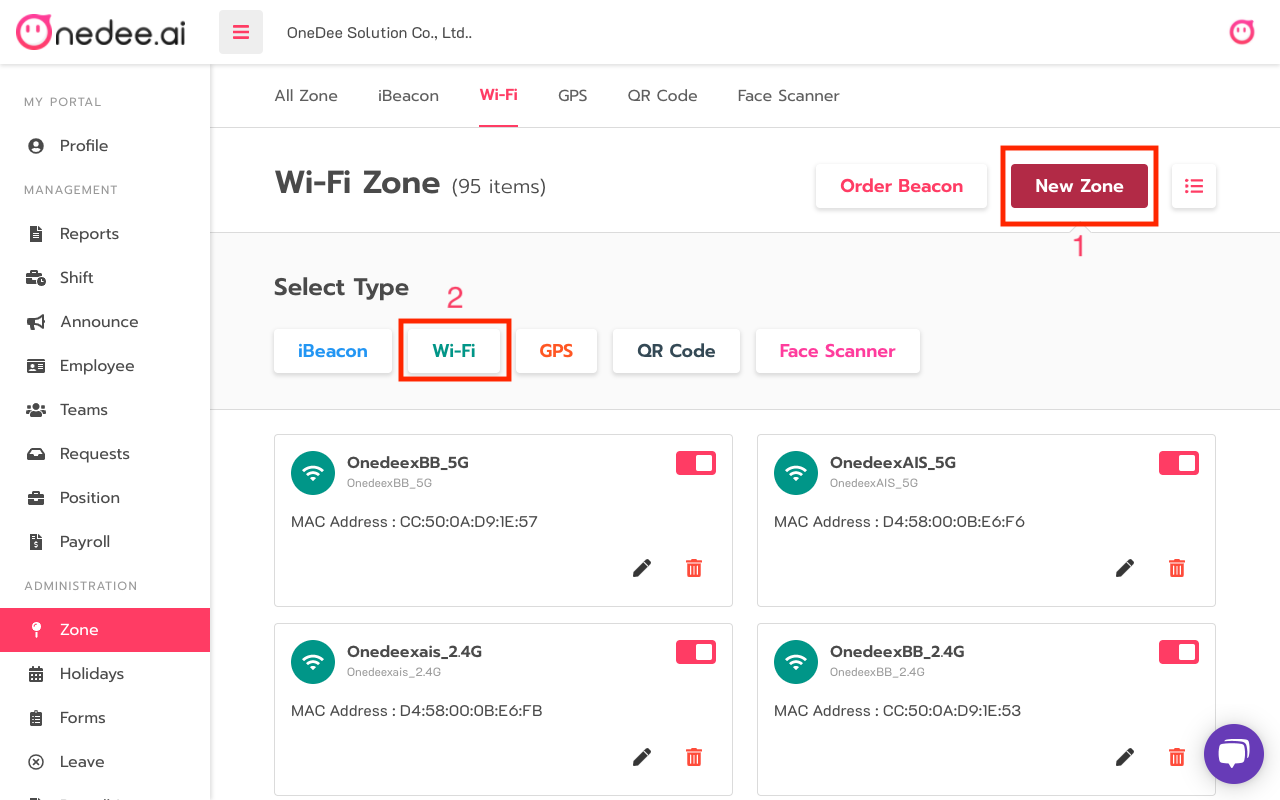 onedee.ai
OneDee Solution Co., Ltd..
MY PORTAL
Profile
MANAGEMENT
Reports
Shift
Announce
Employee
Teams
Requests
Position
Payroll
ADMINISTRATION
Zone
Holidays
Forms
Leave
All Zone iBeacon Wi-Fi GPS QR Code Face Scanner
Wi-Fi Zone (95 items)
Order Beacon New Zone
1
Select Type
2
iBeacon Wi-Fi GPS QR Code Face Scanner
OnedeexBB_5G
OnedeexBB_5G
MAC Address : CC:50:0A:D9:1E:57
OnedeexAIS_5G
OnedeexAIS_5G
MAC Address : D4:58:00:0B:E6:F6
Onedeexais_2.4G
Onedeexais_2.4G
MAC Address : D4:58:00:0B:E6:FB
OnedeexBB_2.4G
OnedeexBB_2.4G
MAC Address : CC:50:0A:D9:1E:53